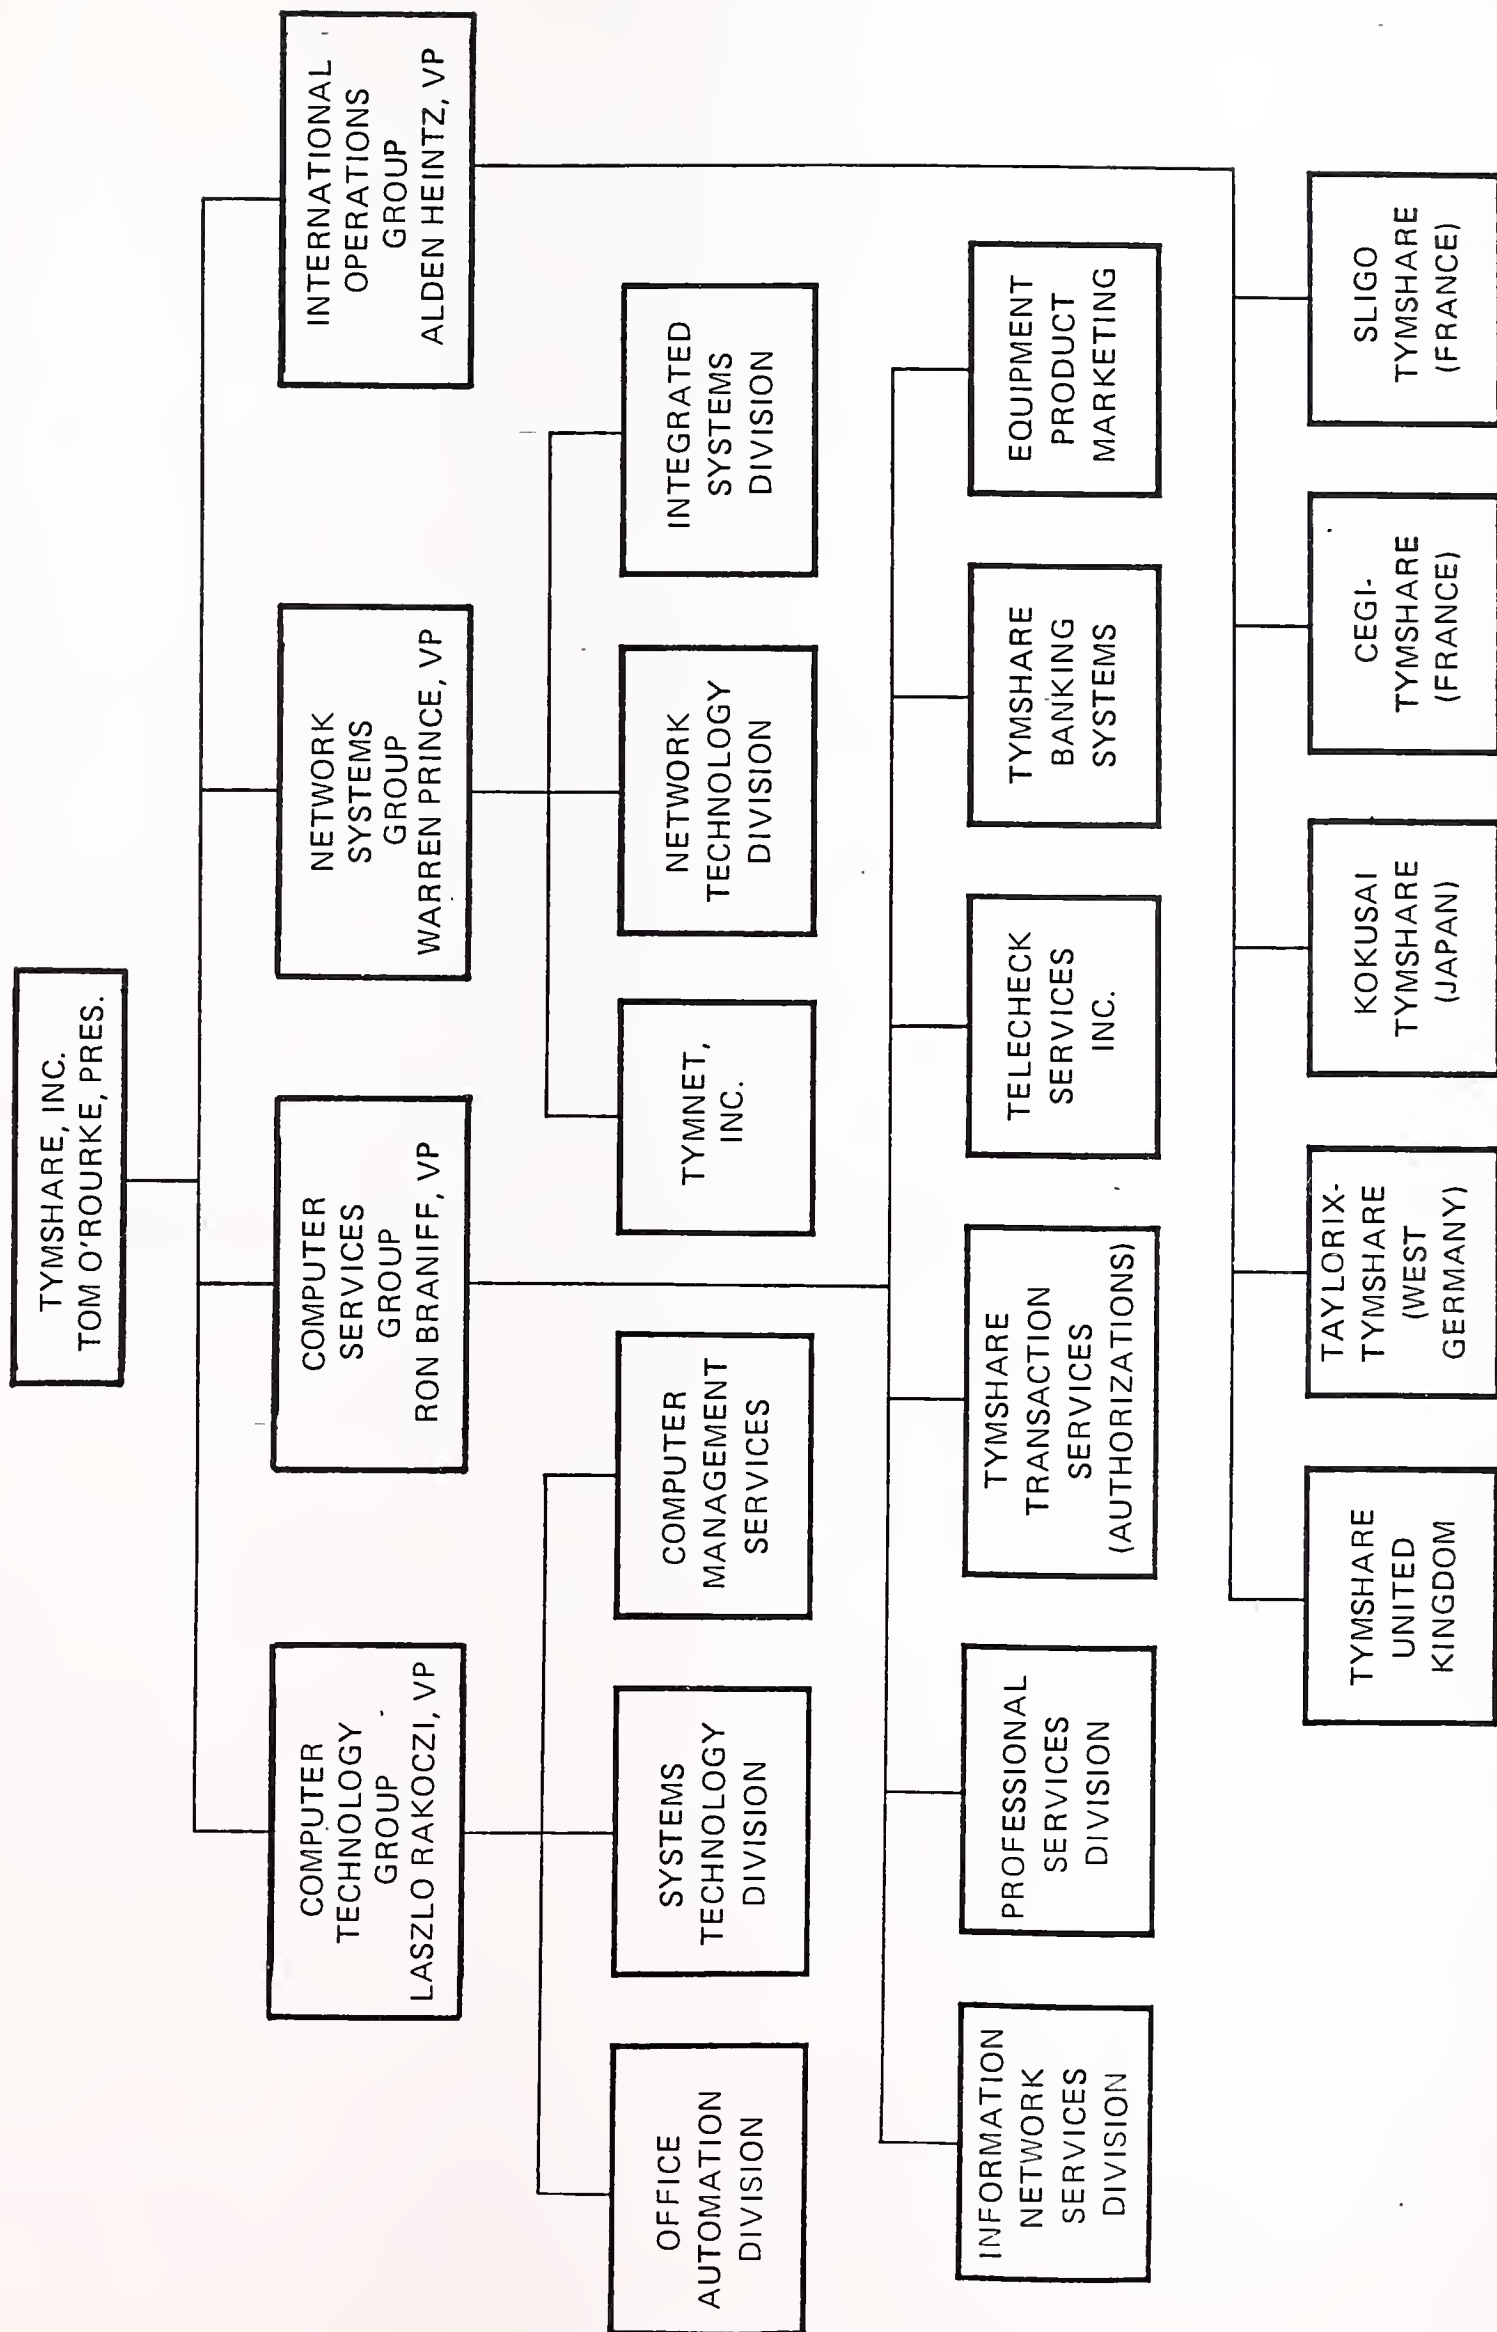 TYMSHARE, INC.
TOM O'ROURKE, PRES.
COMPUTER
TECHNOLOGY
GROUP
LASZLO RAKOCZI, VP
COMPUTER
SERVICES
GROUP
RON BRANIFF, VP
NETWORK
SYSTEMS
GROUP
WARREN PRINCE, VP
INTERNATIONAL
OPERATIONS
GROUP
ALDEN HEINTZ, VP
OFFICE
AUTOMATION
DIVISION
SYSTEMS
TECHNOLOGY
DIVISION
COMPUTER
MANAGEMENT
SERVICES
TYMNET,
INC.
NETWORK
TECHNOLOGY
DIVISION
INTEGRATED
SYSTEMS
DIVISION
INFORMATION
NETWORK
SERVICES
DIVISION
PROFESSIONAL
SERVICES
DIVISION
TYMSHARE
TRANSACTION
SERVICES
(AUTHORIZATIONS)
TELECHECK
SERVICES
INC.
TYMSHARE
BANKING
SYSTEMS
EQUIPMENT
PRODUCT
MARKETING
TYMSHARE
UNITED
KINGDOM
TAYLORIX-
TYMSHARE
(WEST
GERMANY)
KOKUSAI
TYMSHARE
(JAPAN)
CEGI-
TYMSHARE
(FRANCE)
SLIGO
TYMSHARE
(FRANCE)